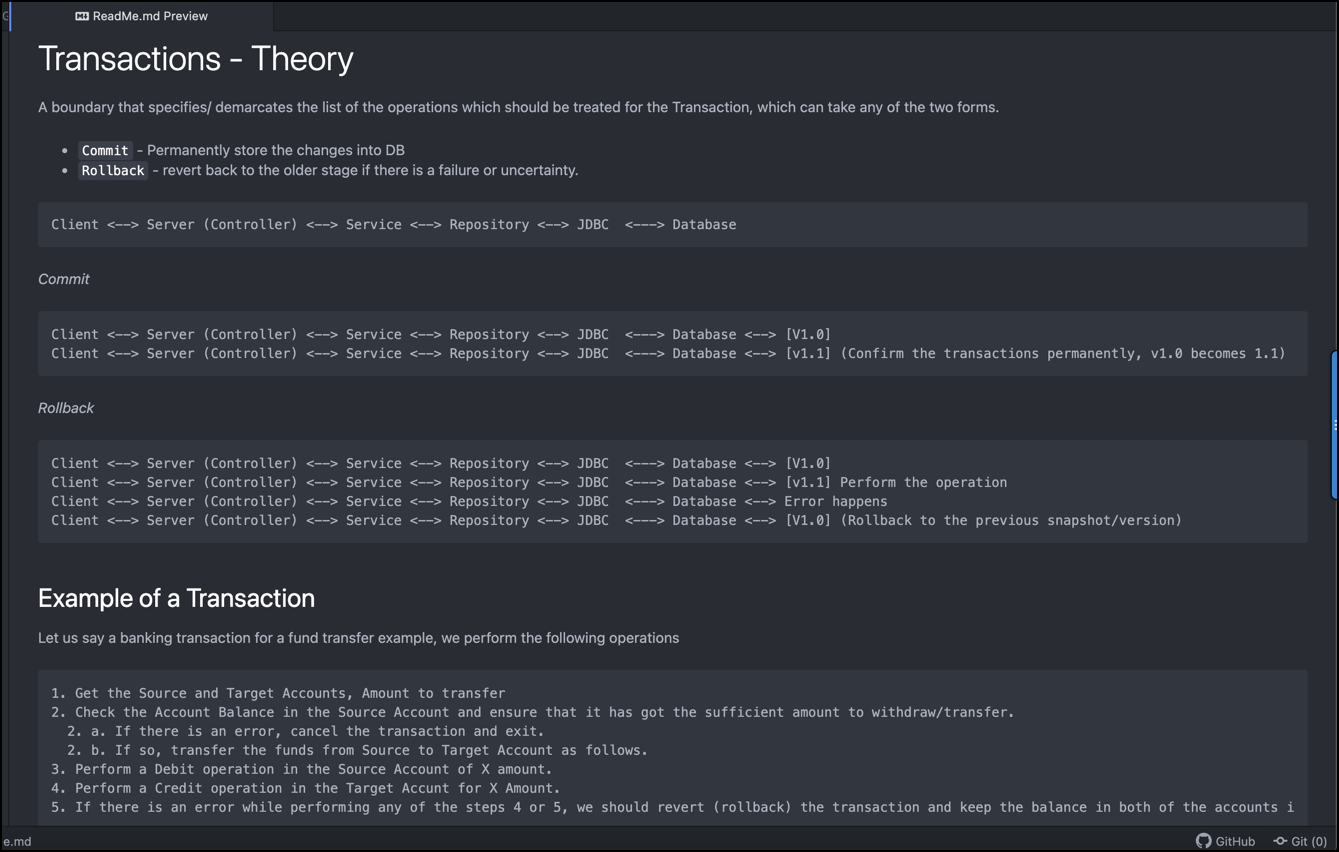 ReadMe.md Preview
Transactions - Theory
A boundary that specifies/ demarcates the list of the operations which should be treated for the Transaction, which can take any of the two forms.
• Commit - Permanently store the changes into DB
• Rollback - revert back to the older stage if there is a failure or uncertainty.
Client <--> Server (Controller) <--> Service <--> Repository <--> JDBC  <---> Database
Commit
Client <--> Server (Controller) <--> Service <--> Repository <--> JDBC  <---> Database <--> [V1.0]
Client <--> Server (Controller) <--> Service <--> Repository <--> JDBC  <---> Database <--> [v1.1] (Confirm the transactions permanently, v1.0 becomes 1.1)
Rollback
Client <--> Server (Controller) <--> Service <--> Repository <--> JDBC  <---> Database <--> [V1.0]
Client <--> Server (Controller) <--> Service <--> Repository <--> JDBC  <---> Database <--> [v1.1] Perform the operation
Client <--> Server (Controller) <--> Service <--> Repository <--> JDBC  <---> Database <--> Error happens
Client <--> Server (Controller) <--> Service <--> Repository <--> JDBC  <---> Database <--> [V1.0] (Rollback to the previous snapshot/version)
Example of a Transaction
Let us say a banking transaction for a fund transfer example, we perform the following operations
1. Get the Source and Target Accounts, Amount to transfer
2. Check the Account Balance in the Source Account and ensure that it has got the sufficient amount to withdraw/transfer.
2. a. If there is an error, cancel the transaction and exit.
2. b. If so, transfer the funds from Source to Target Account as follows.
3. Perform a Debit operation in the Source Account of X amount.
4. Perform a Credit operation in the Target Accunt for X Amount.
5. If there is an error while performing any of the steps 4 or 5, we should revert (rollback) the transaction and keep the balance in both of the accounts i
e.md
GitHub
Git (0)